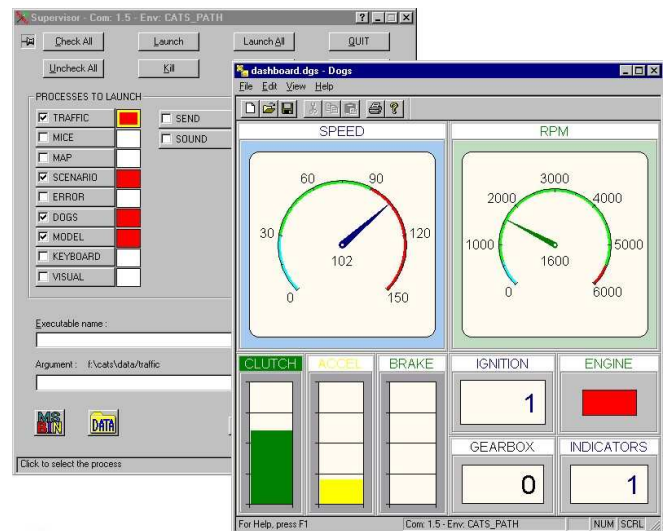 Supervisor - Com: 1.5 - Env: CATS_PATH
Check All
Launch
Launch All
QUIT
Uncheck All
Kill
PROCESSES TO LAUNCH
TRAFFIC
SEND
MICE
SOUND
MAP
SCENARIO
ERROR
DOGS
MODEL
KEYBOARD
VISUAL
Executable name :
Argument : f:\cats\data/traffic
MS
BIN
DATA
Click to select the process
dashboard.dgs - Dogs
File Edit View Help
SPEED
RPM
0
30
60
90
120
150
102
0
1000
2000
3000
4000
5000
6000
1600
CLUTCH
ACCEL
BRAKE
IGNITION
ENGINE
1
GEARBOX
INDICATORS
0
1
For Help, press F1
Com: 1.5 - Env: CATS_PATH
NUM
SCRL